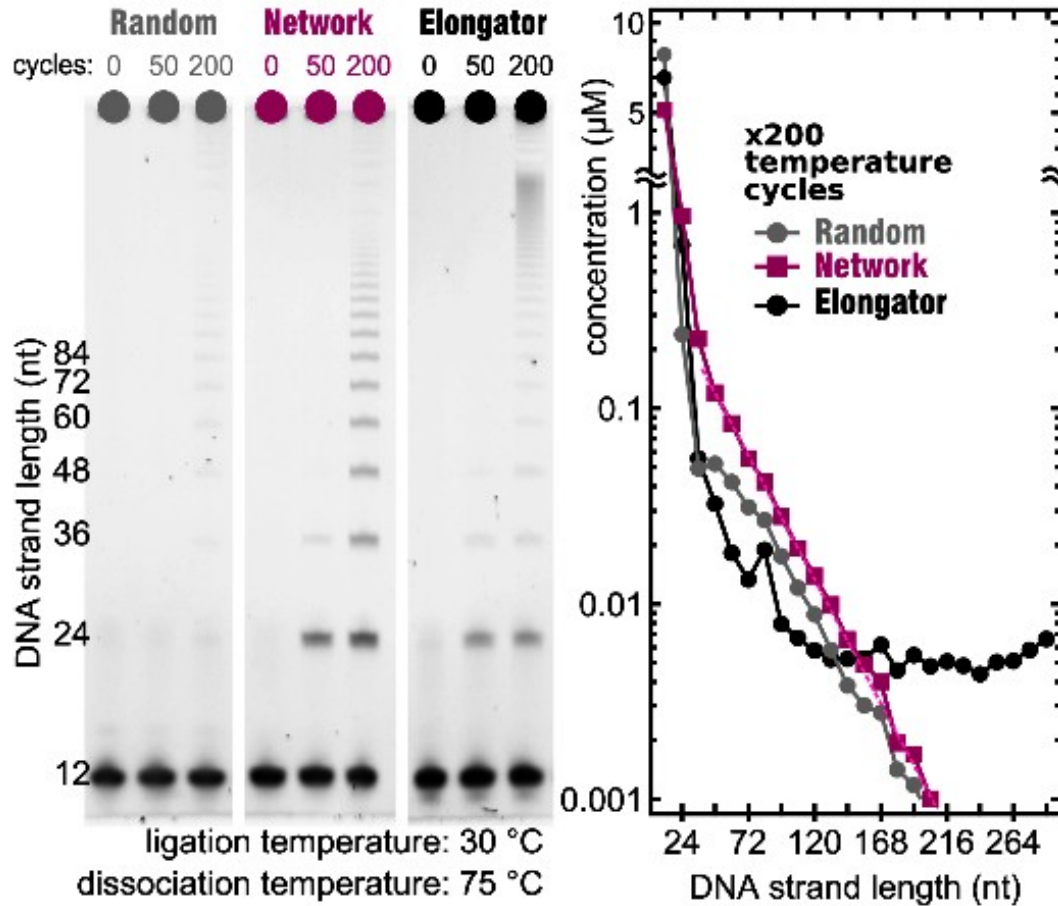 Random Network Elongator
cycles: 0 50 200 0 50 200 0 50 200
DNA strand length (nt)
84
72
60
48
36
24
12
ligation temperature: 30 °C
dissociation temperature: 75 °C
concentration (µM)
10
5
1
0.1
0.01
0.001
x200
temperature
cycles
Random
Network
Elongator
24 72 120 168 216 264
DNA strand length (nt)